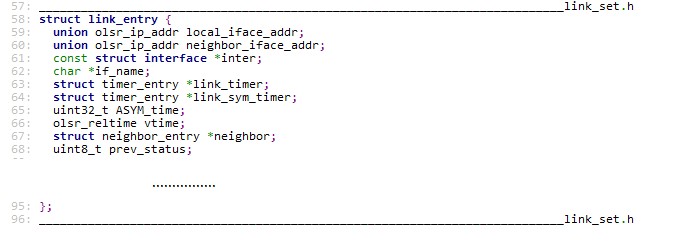 57: ___________________________________________________________________________link_set.h
58: struct link_entry {
59:   union olsr_ip_addr local_iface_addr;
60:   union olsr_ip_addr neighbor_iface_addr;
61:   const struct interface *inter;
62:   char *if_name;
63:   struct timer_entry *link_timer;
64:   struct timer_entry *link_sym_timer;
65:   uint32_t ASYM_time;
66:   olsr_reltime vtime;
67:   struct neighbor_entry *neighbor;
68:   uint8_t prev_status;
................
95: };
96: ___________________________________________________________________________link_set.h